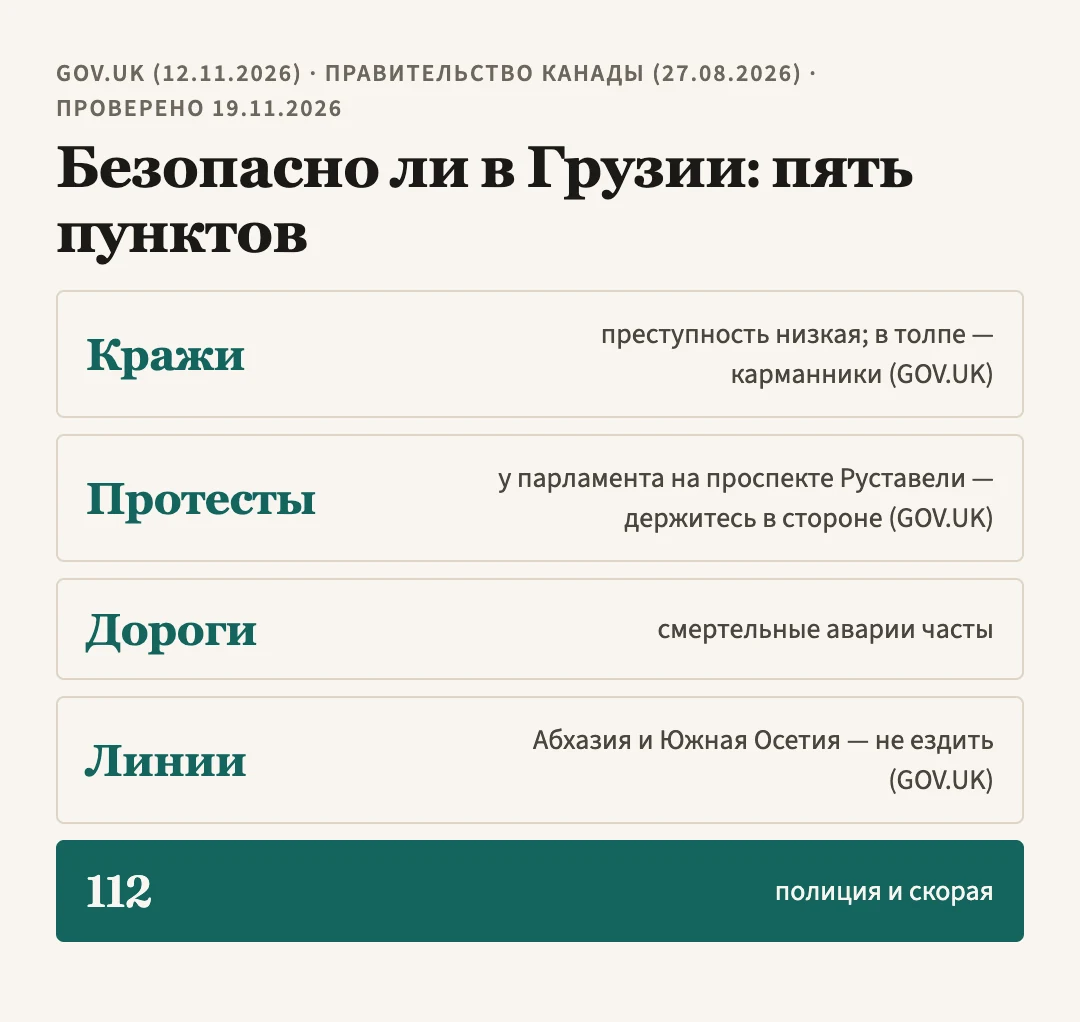 GOV.UK (12.11.2026) · ПРАВИТЕЛЬСТВО КАНАДЫ (27.08.2026) ·
ПРОВЕРЕНО 19.11.2026
Безопасно ли в Грузии: пять
пунктов
Кражи
преступность низкая; в толпе —
карманники (GOV.UK)
Протесты
у парламента на проспекте Руставели —
держитесь в стороне (GOV.UK)
Дороги
смертельные аварии часты
Линии
Абхазия и Южная Осетия — не ездить
(GOV.UK)
112
полиция и скорая